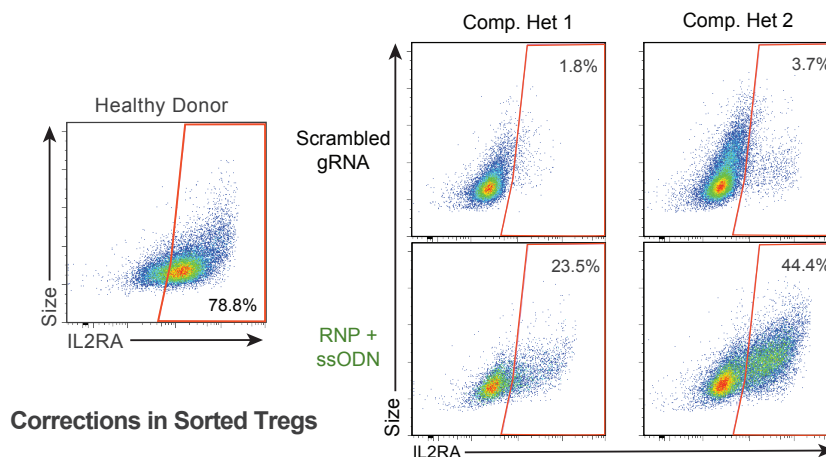 Comp. Het 1
Comp. Het 2
Healthy Donor
Scrambled
gRNA
1.8%
3.7%
Size
78.8%
IL2RA
RNP +
ssODN
23.5%
44.4%
Size
IL2RA
Corrections in Sorted Tregs